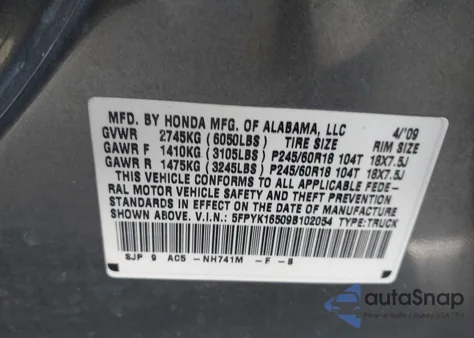 MFD. BY HONDA MFG. OF ALABAMA, LLC 4/'09
GVWR 2745KG (6050LBS) TIRE SIZE RIM SIZE
GAWR F 1410KG (3105LBS) P245/60R18 104T 18X7.5J
GAWR R 1475KG (3245LBS) P245/60R18 104T 18X7.5J
THIS VEHICLE CONFORMS TO ALL APPLICABLE FEDE-
RAL MOTOR VEHICLE SAFETY AND THEFT PREVENTION
STANDARDS IN EFFECT ON THE DATE OF MANUFACTURE
SHOWN ABOVE. V.I.N.: 5FPYK16509B102054 TYPE:TRUCK
SJP 9 AC5 -NH741M -F -B
autoSnap